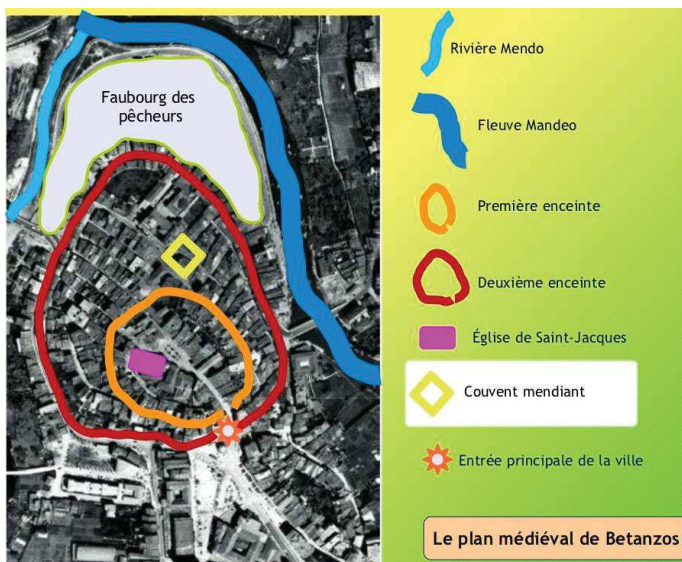 Faubourg des
pêcheurs
Rivière Mendo
Fleuve Mandeo
Première enceinte
Deuxième enceinte
Église de Saint-Jacques
Couvent mendiant
Entrée principale de la ville
Le plan médiéval de Betanzos